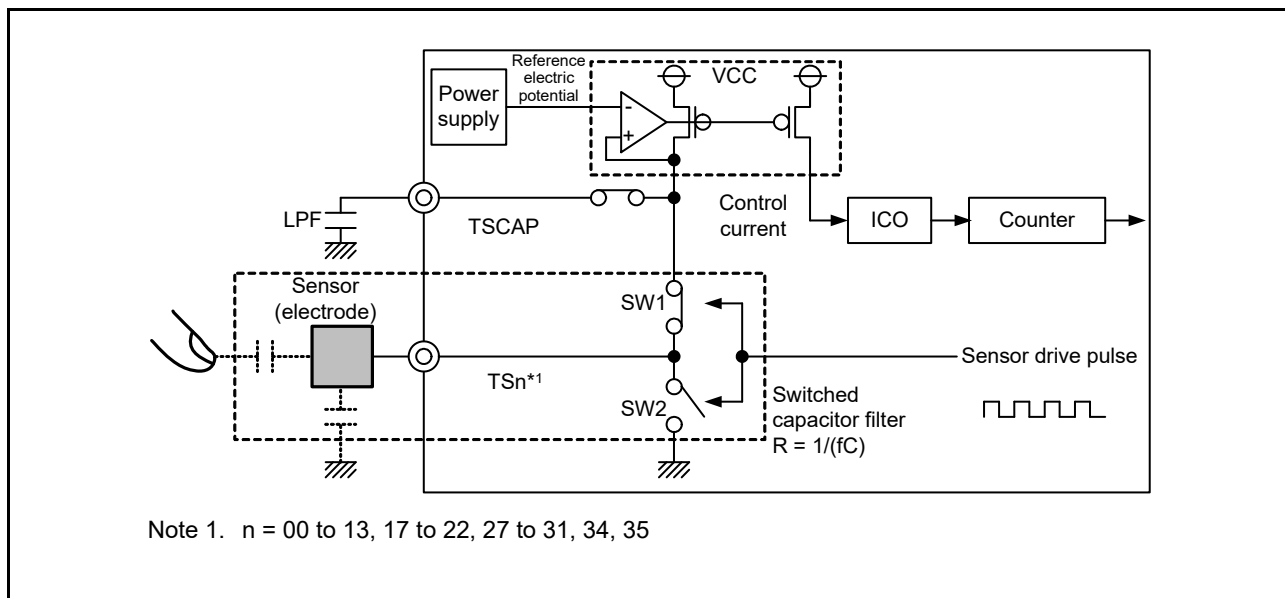 Reference
electric
potential
VCC
Power
supply
-
+
LPF
TSCAP
Control
current
ICO
Counter
Sensor
(electrode)
SW1
Sensor drive pulse
TSn*1
SW2
Switched
capacitor filter
R = 1/(fC)
Note 1. n = 00 to 13, 17 to 22, 27 to 31, 34, 35